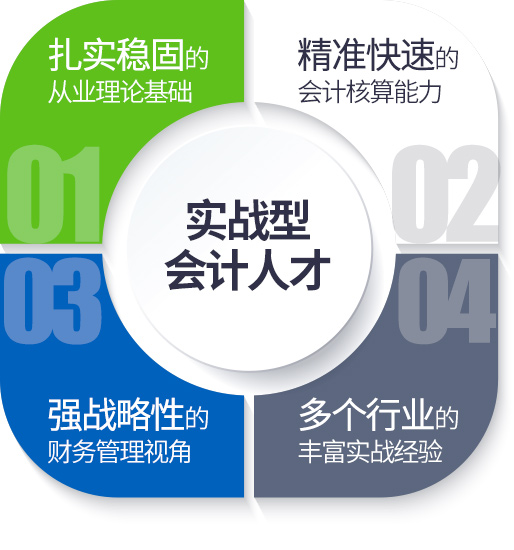 扎实稳固的
从业理论基础
01
精准快速的
会计核算能力
02
实战型
会计人才
03
强战略性的
财务管理视角
04
多个行业的
丰富实战经验